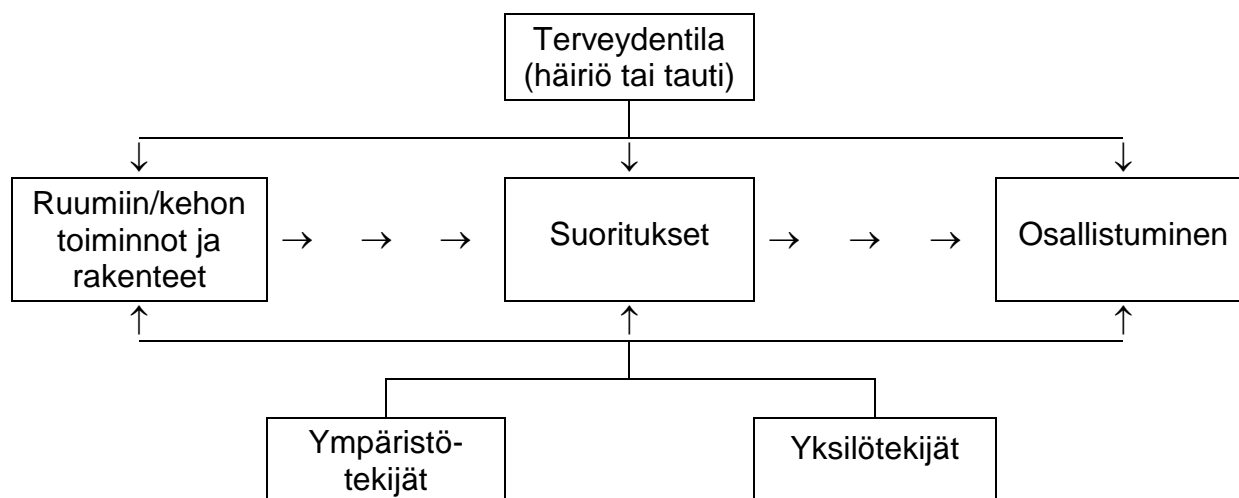 Terveydentila
(häiriö tai tauti)
Ruumiin/kehon
toiminnot ja
rakenteet
Suoritukset
Osallistuminen
Ympäristö-
tekijät
Yksilötekijät